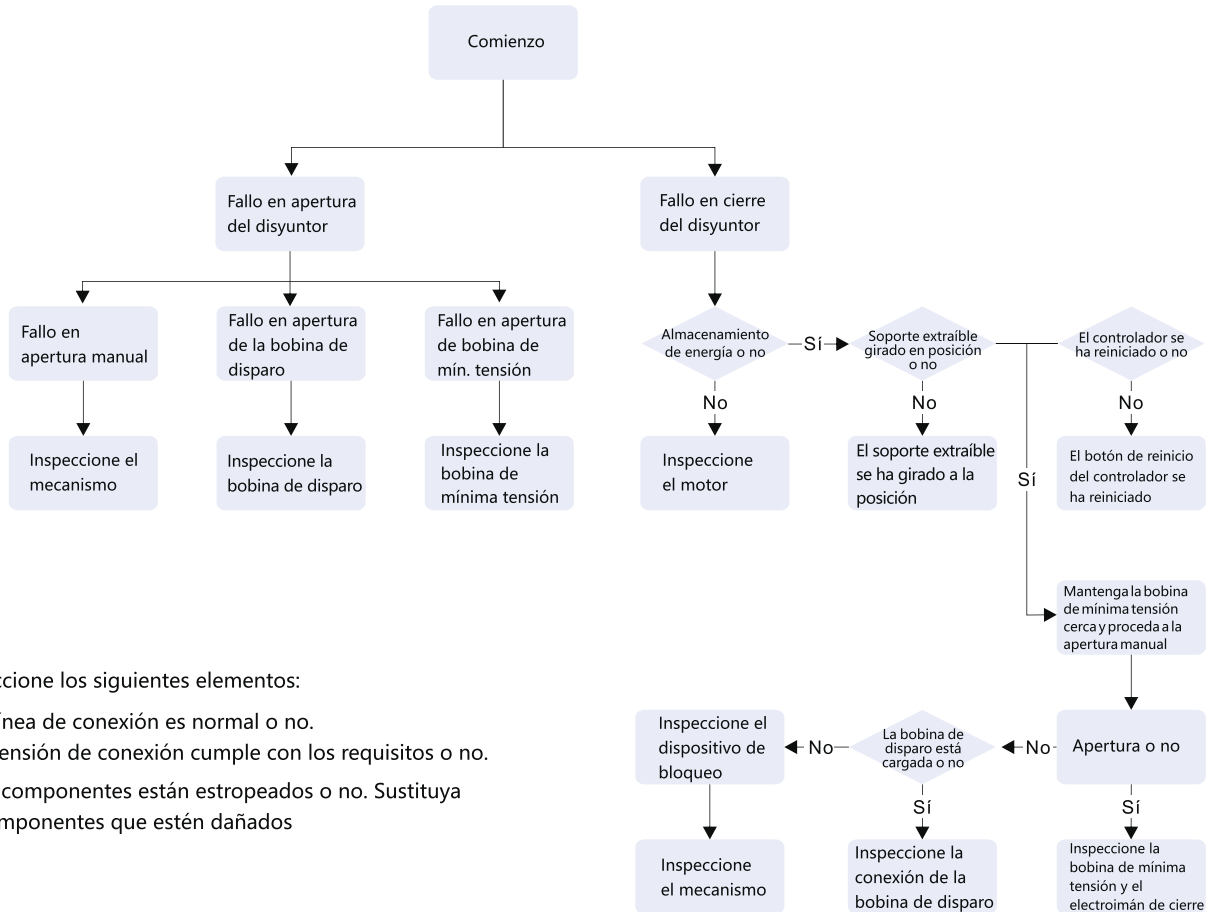 Comienzo
Fallo en apertura
del disyuntor
Fallo en cierre
del disyuntor
Fallo en
apertura manual
Fallo en apertura
de la bobina de
disparo
Fallo en apertura
de bobina de
mín. tensión
Almacenamiento
de energía o no
Sí
Soporte extraíble
girado en posición
o no
El controlador se
ha reiniciado o no
No
No
No
Inspeccione el
mecanismo
Inspeccione la
bobina de disparo
Inspeccione la
bobina de
mínima tensión
Inspeccione
el motor
El soporte extraíble
se ha girado a la
posición
Sí
El botón de reinicio
del controlador se
ha reiniciado
Mantenga la bobina
de mínima tensión
cerca y proceda a la
apertura manual
los siguientes elementos:
de conexión es normal o no.
de conexión cumple con los requisitos o no.
componentes están estropeados o no. Sustituya
que estén dañados
Inspeccione el
dispositivo de
bloqueo
No
La bobina de
disparo está
cargada o no
No
Apertura o no
Sí
Sí
Inspeccione
el mecanismo
Inspeccione la
conexión de la
bobina de disparo
Inspeccione la
bobina de mínima
tensión y el
electroimán de cierre